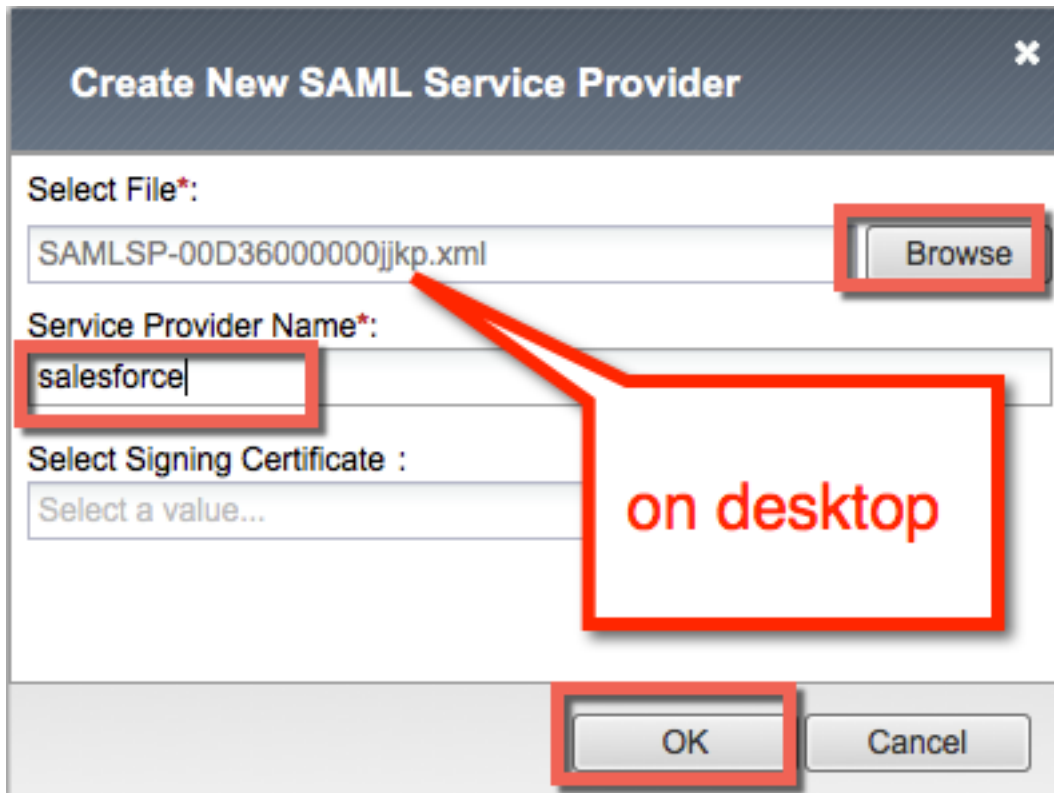 Create New SAML Service Provider
Select File*:
SAMLSP-00D36000000jjkp.xml
Browse
Service Provider Name*:
salesforce
Select Signing Certificate :
Select a value...
on desktop
OK
Cancel